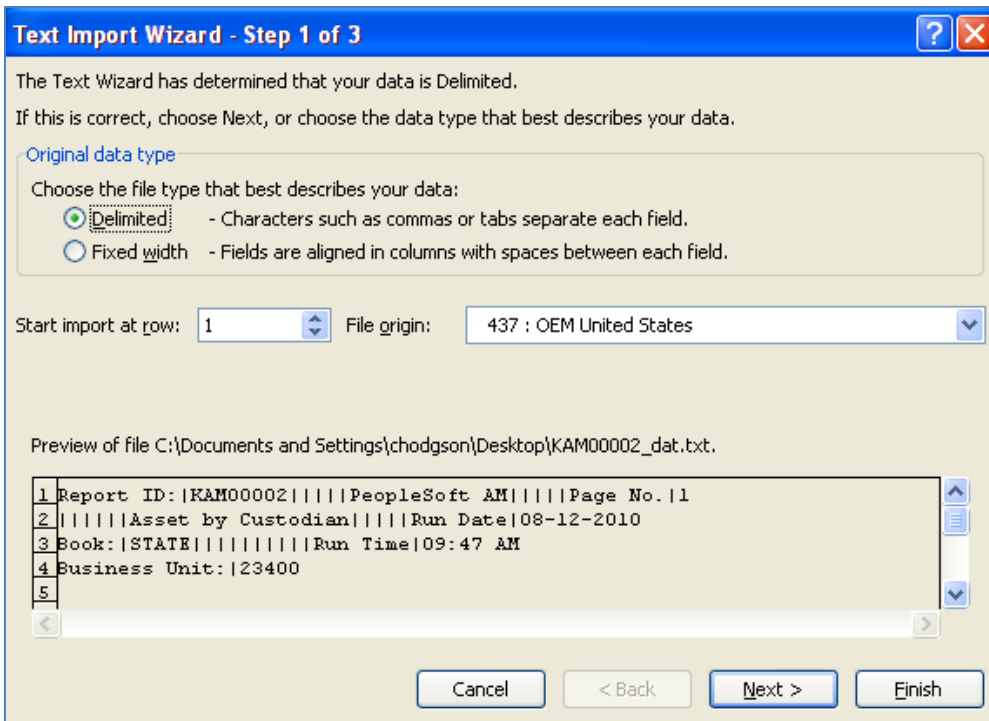 Text Import Wizard - Step 1 of 3
The Text Wizard has determined that your data is Delimited.
If this is correct, choose Next, or choose the data type that best describes your data.
Original data type
Choose the file type that best describes your data:
Delimited - Characters such as commas or tabs separate each field.
Fixed width - Fields are aligned in columns with spaces between each field.
Start import at row: 1 File origin: 437 : OEM United States
Preview of file C:\Documents and Settings\chodgson\Desktop\KAM00002_dat.txt.
1 Report ID:|KAM00002|||||PeopleSoft AM|||||Page No.|1
2 ||||||Asset by Custodian|||||Run Date|08-12-2010
3 Book:|STATE||||||||||Run Time|09:47 AM
4 Business Unit:|23400
5
Cancel < Back Next > Finish